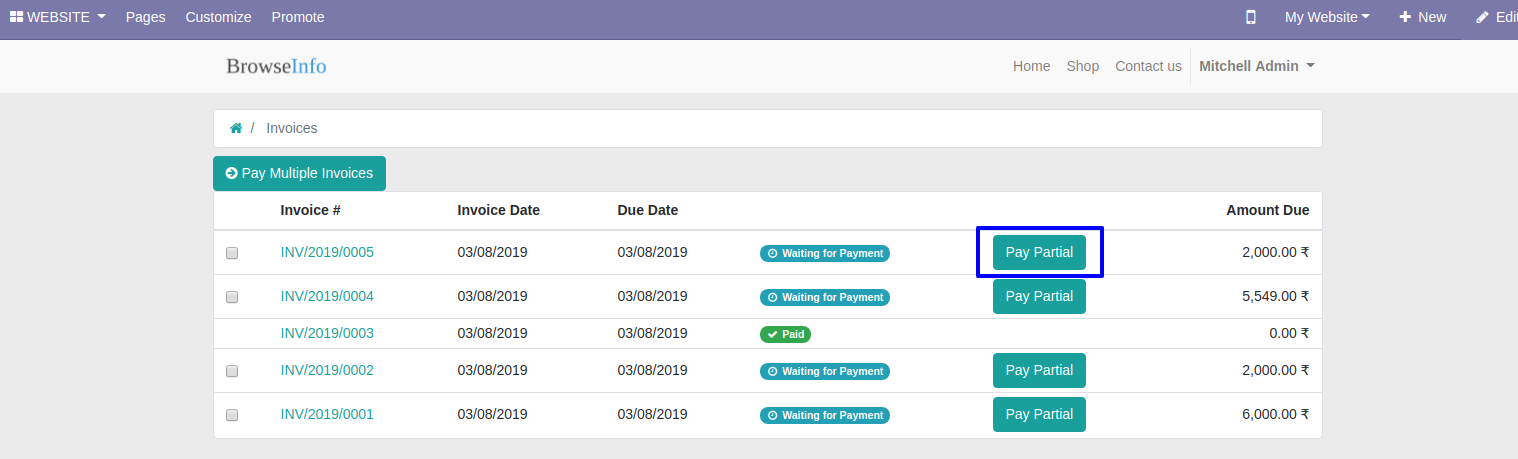 WEBSITE Pages Customize Promote My Website New Edi
BrowseInfo Home Shop Contact us Mitchell Admin
/ Invoices
Pay Multiple Invoices
Invoice # Invoice Date Due Date Amount Due
INV/2019/0005 03/08/2019 03/08/2019 Waiting for Payment Pay Partial 2,000.00 ₹
INV/2019/0004 03/08/2019 03/08/2019 Waiting for Payment Pay Partial 5,549.00 ₹
INV/2019/0003 03/08/2019 03/08/2019 Paid 0.00 ₹
INV/2019/0002 03/08/2019 03/08/2019 Waiting for Payment Pay Partial 2,000.00 ₹
INV/2019/0001 03/08/2019 03/08/2019 Waiting for Payment Pay Partial 6,000.00 ₹